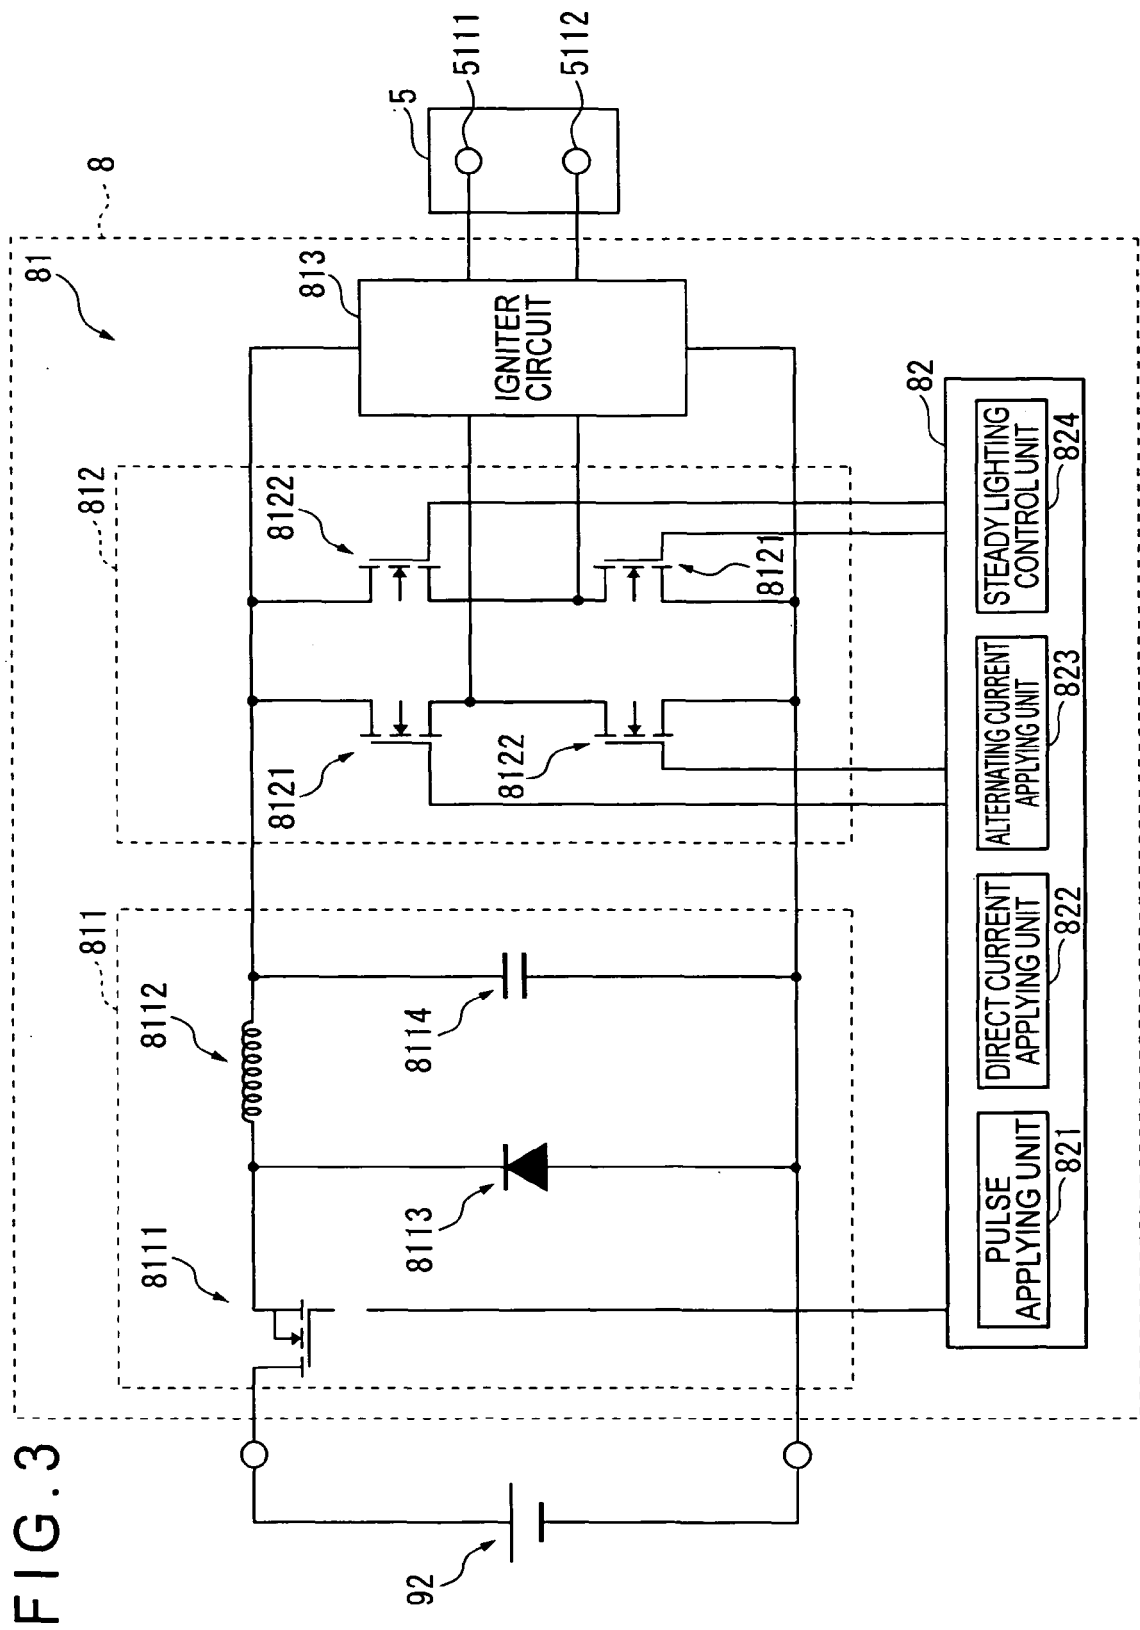 FIG.3
8
81
811
812
8111
8112
8122
813
5
5111
5112
IGNITER
CIRCUIT
8113
8114
8121
8122
8121
92
82
PULSE
APPLYING UNIT
821
DIRECT CURRENT
APPLYING UNIT
822
ALTERNATING CURRENT
APPLYING UNIT
823
STEADY LIGHTING
CONTROL UNIT
824